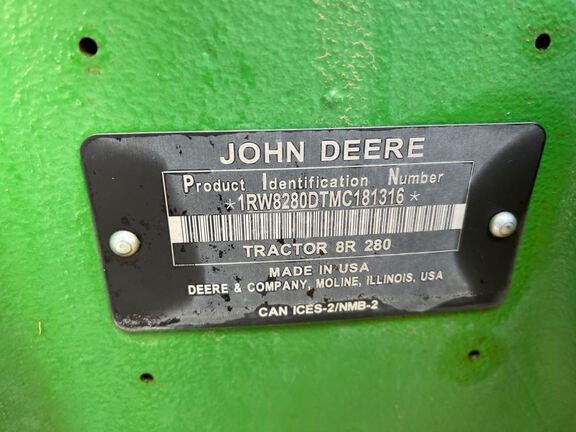 JOHN DEERE
Product Identification Number
*1RW8280DTMC181316*
TRACTOR 8R 280
MADE IN USA
DEERE & COMPANY, MOLINE, ILLINOIS, USA
CAN ICES-2/NMB-2